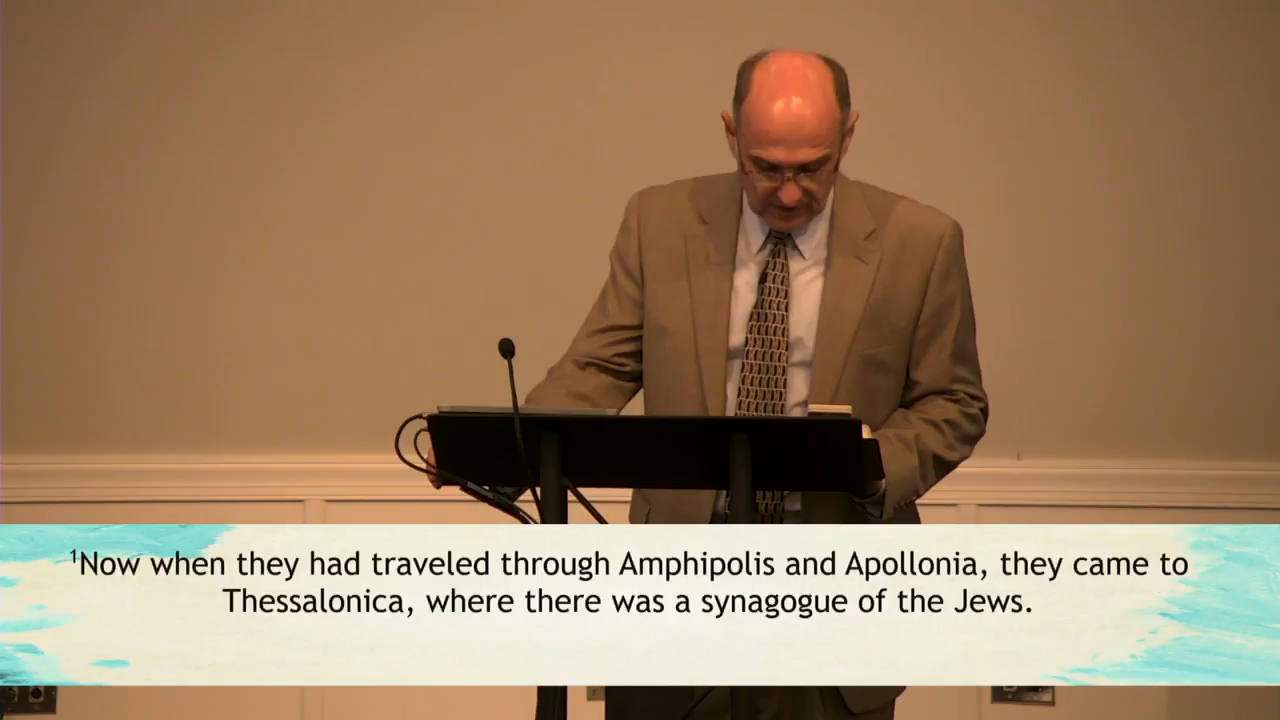 ¹Now when they had traveled through Amphipolis and Apollonia, they came to
Thessalonica, where there was a synagogue of the Jews.